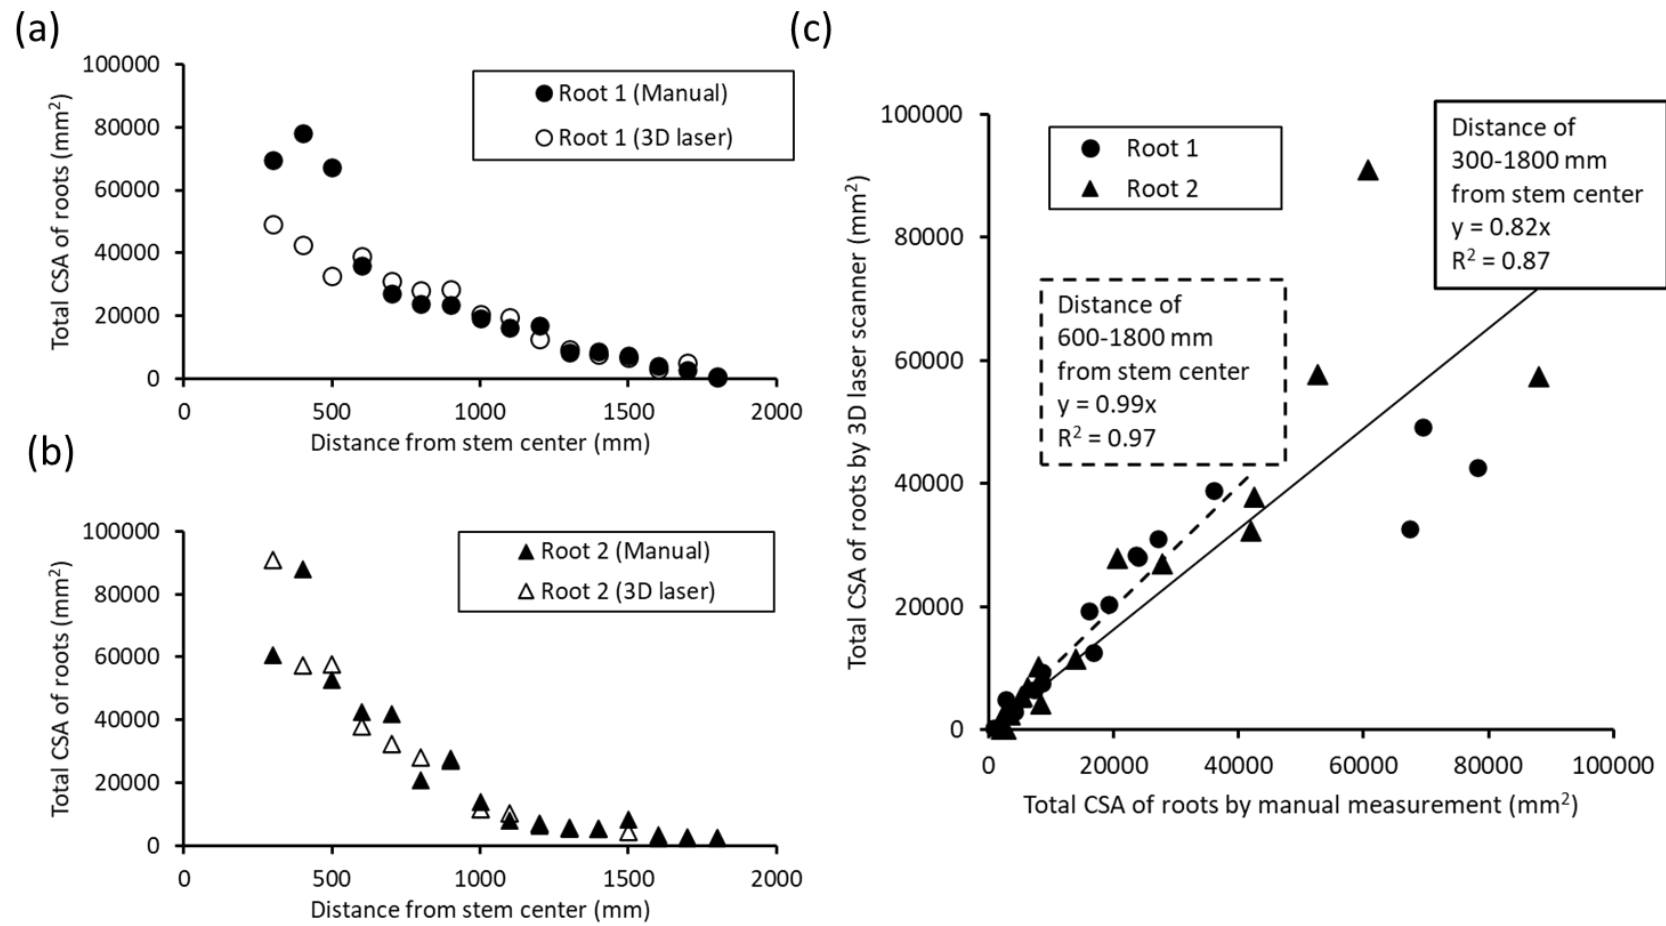 (a)
100000
80000
60000
40000
20000
0
0 500 1000 1500 2000
Total CSA of roots (mm²)
Distance from stem center (mm)
Root 1 (Manual)
Root 1 (3D laser)
(b)
100000
80000
60000
40000
20000
0
0 500 1000 1500 2000
Total CSA of roots (mm²)
Distance from stem center (mm)
Root 2 (Manual)
Root 2 (3D laser)
(c)
100000
80000
60000
40000
20000
0
0 20000 40000 60000 80000 100000
Total CSA of roots by 3D laser scanner (mm²)
Total CSA of roots by manual measurement (mm²)
Root 1
Root 2
Distance of
600-1800 mm
from stem center
y = 0.99x
R² = 0.97
Distance of
300-1800 mm
from stem center
y = 0.82x
R² = 0.87